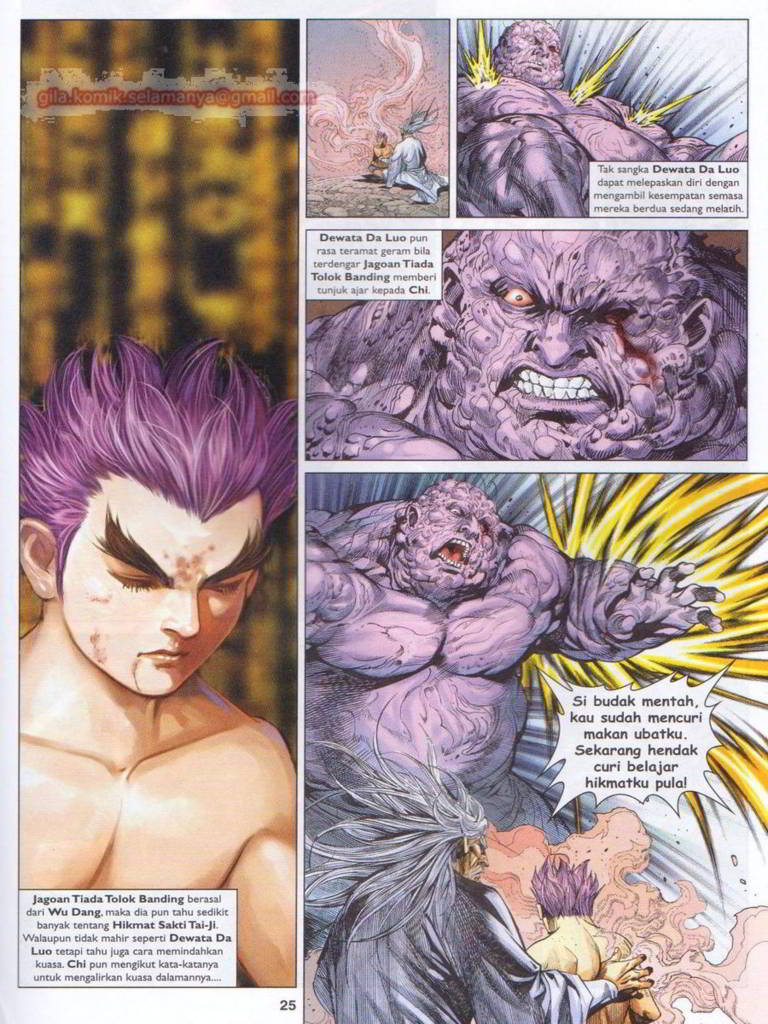 gila.komik.selamanya@gmail.com
Jagoan Tiada Tolok Banding berasal
dari Wu Dang, maka dia pun tahu sedikit
banyak tentang Hikmat Sakti Tai-Ji.
Walaupun tidak mahir seperti Dewata Da
Luo tetapi tahu juga cara memindahkan
kuasa. Chi pun mengikut kata-katanya
untuk mengalirkan kuasa dalamannya....
Tak sangka Dewata Da Luo
dapat melepaskan diri dengan
mengambil kesempatan semasa
mereka berdua sedang melatih.
Dewata Da Luo pun
rasa teramat geram bila
terdengar Jagoan Tiada
Tolok Banding memberi
tunjuk ajar kepada Chi.
Si budak mentah,
kau sudah mencuri
makan ubatku.
Sekarang hendak
curi belajar
hikmatku pula!
25